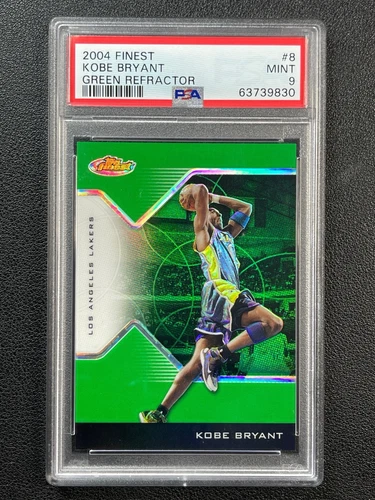 2004 FINEST #8
KOBE BRYANT MINT
GREEN REFRACTOR 9
PSA 63739830
Finest
LOS ANGELES LAKERS
KOBE BRYANT